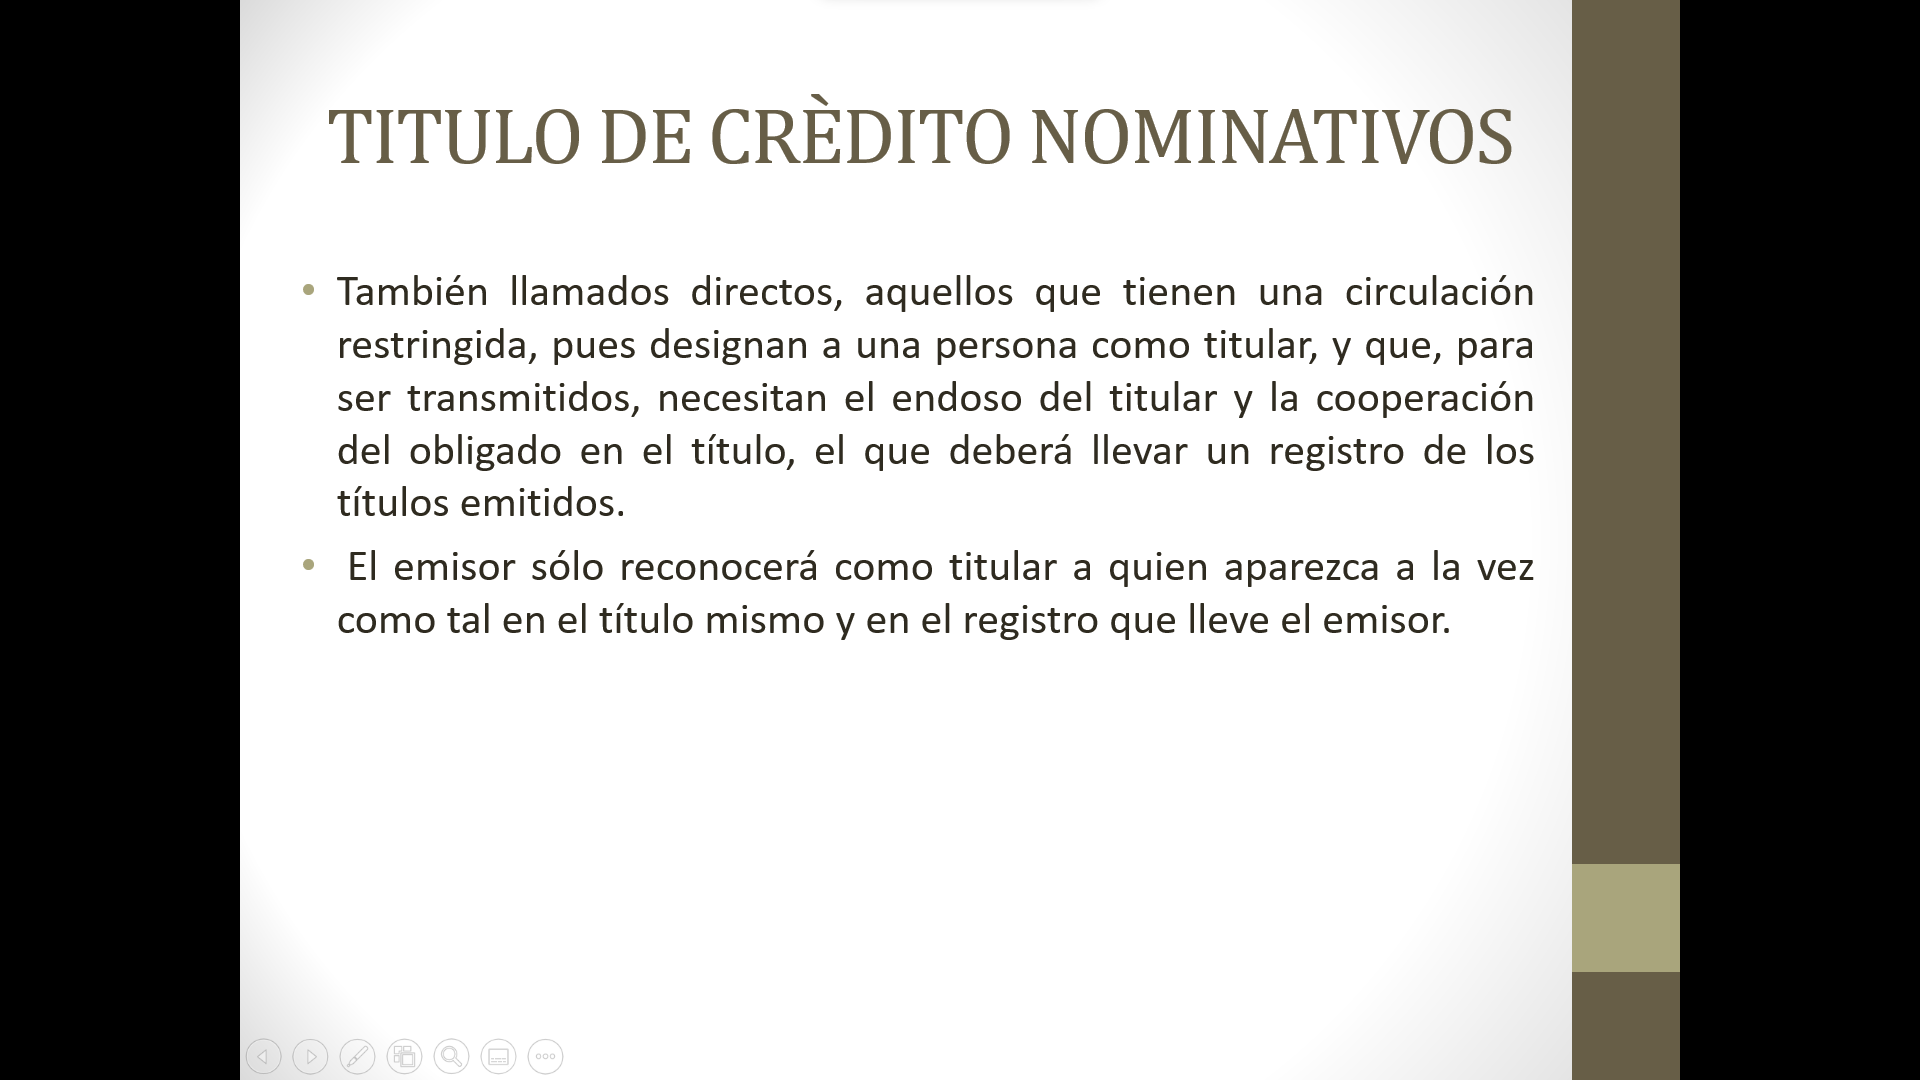 TITULO DE CRÈDITO NOMINATIVOS
• También llamados directos, aquellos que tienen una circulación
restringida, pues designan a una persona como titular, y que, para
ser transmitidos, necesitan el endoso del titular y la cooperación
del obligado en el título, el que deberá llevar un registro de los
títulos emitidos.
• El emisor sólo reconocerá como titular a quien aparezca a la vez
como tal en el título mismo y en el registro que lleve el emisor.